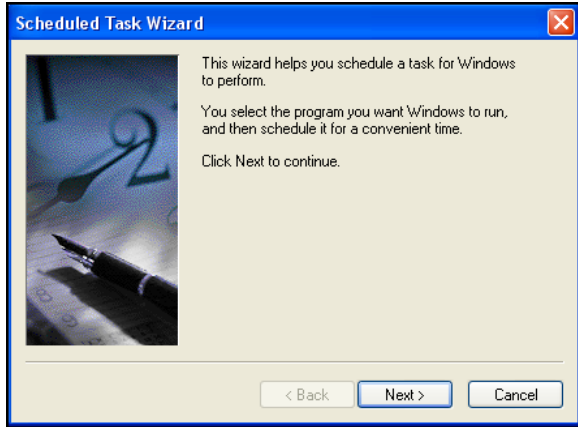 Scheduled Task Wizard
This wizard helps you schedule a task for Windows
to perform.
You select the program you want Windows to run,
and then schedule it for a convenient time.
Click Next to continue.
2
< Back
Next >
Cancel